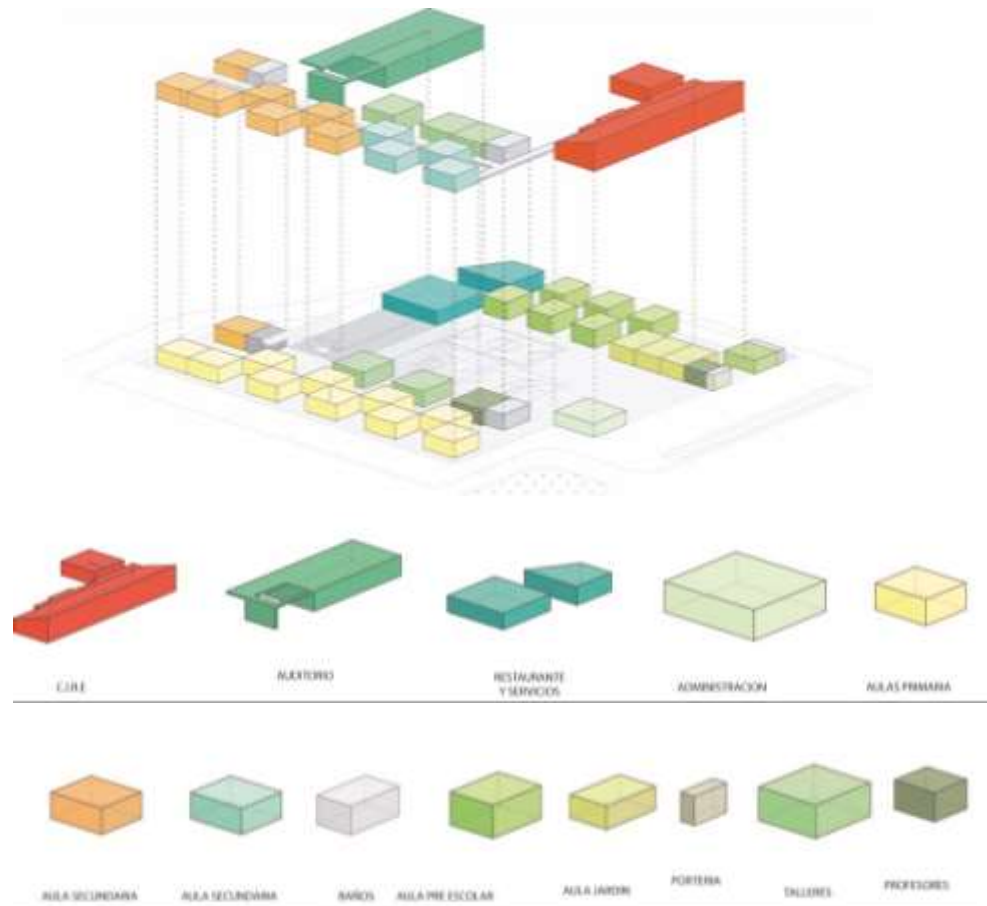 C.I.R.E
AUDITORIO
RESTAURANTE
Y SERVICIOS
ADMINISTRACION
AULAS PRIMARIA
AULA SECUNDARIA
AULA SECUNDARIA
BAÑOS
AULA PRE ESCOLAR
AULA JARDIN
PORTERIA
TALLERES
PROFESORES